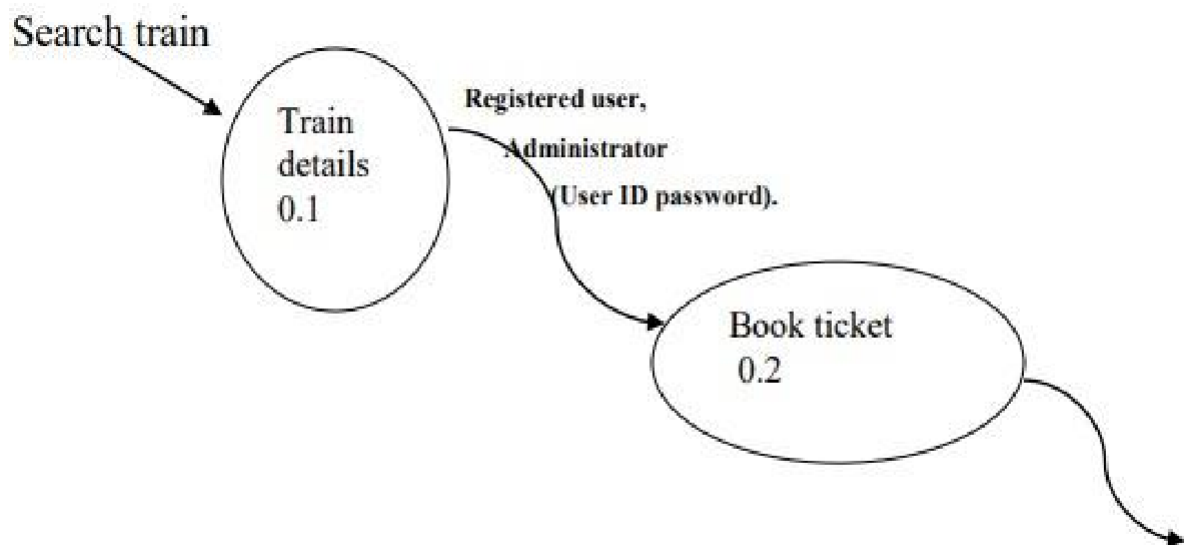 Search train
Train
details
0.1
Registered user,
Administrator
(User ID password).
Book ticket
0.2